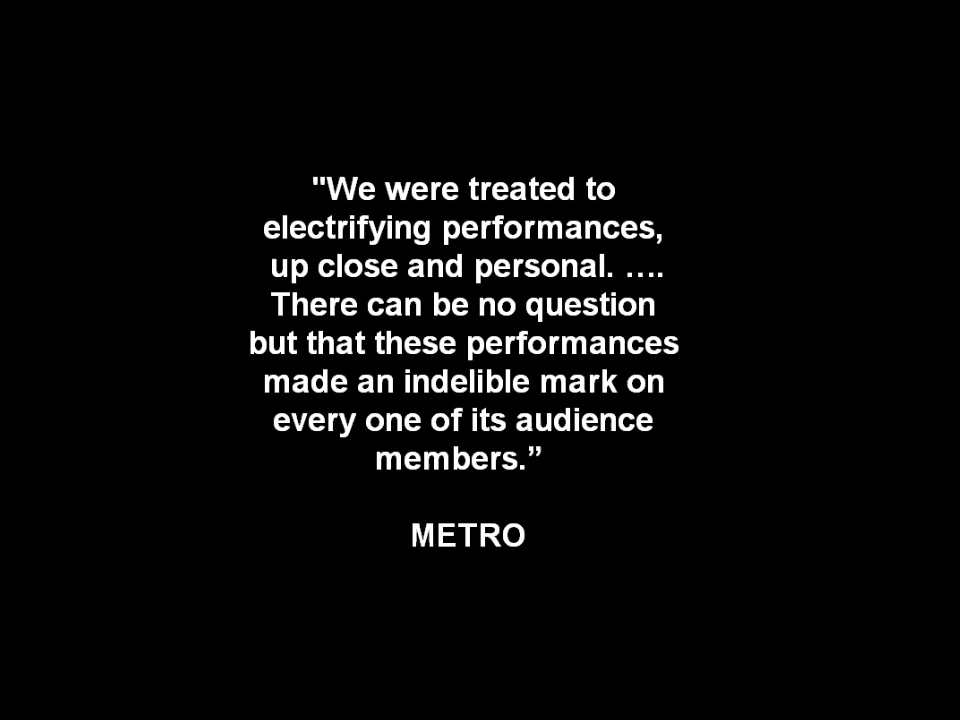 "We were treated to
electrifying performances,
up close and personal. ….
There can be no question
but that these performances
made an indelible mark on
every one of its audience
members.”
METRO